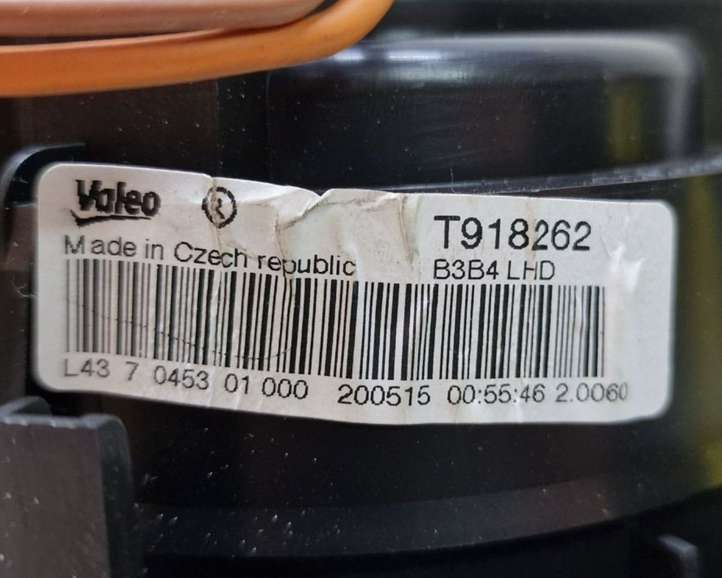 Valeo ®
T918262
Made in Czech republic
B3B4 LHD
L43 7 0453 01 000 200515 00:55:46 2.0060